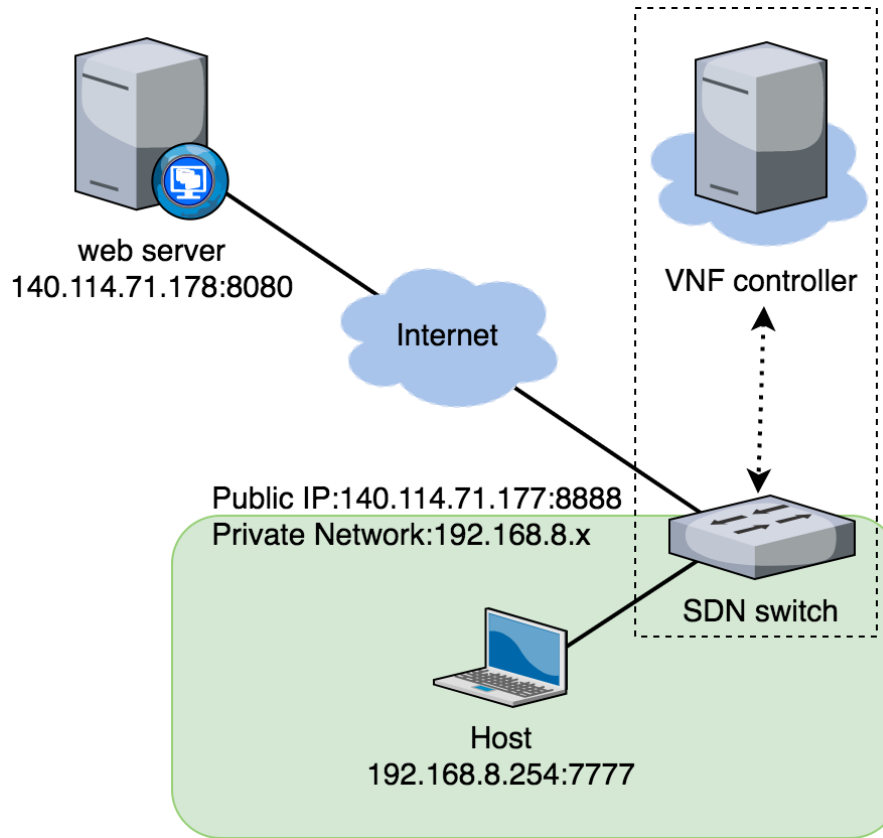 web server
140.114.71.178:8080
VNF controller
Internet
Public IP:140.114.71.177:8888
Private Network:192.168.8.x
SDN switch
Host
192.168.8.254:7777